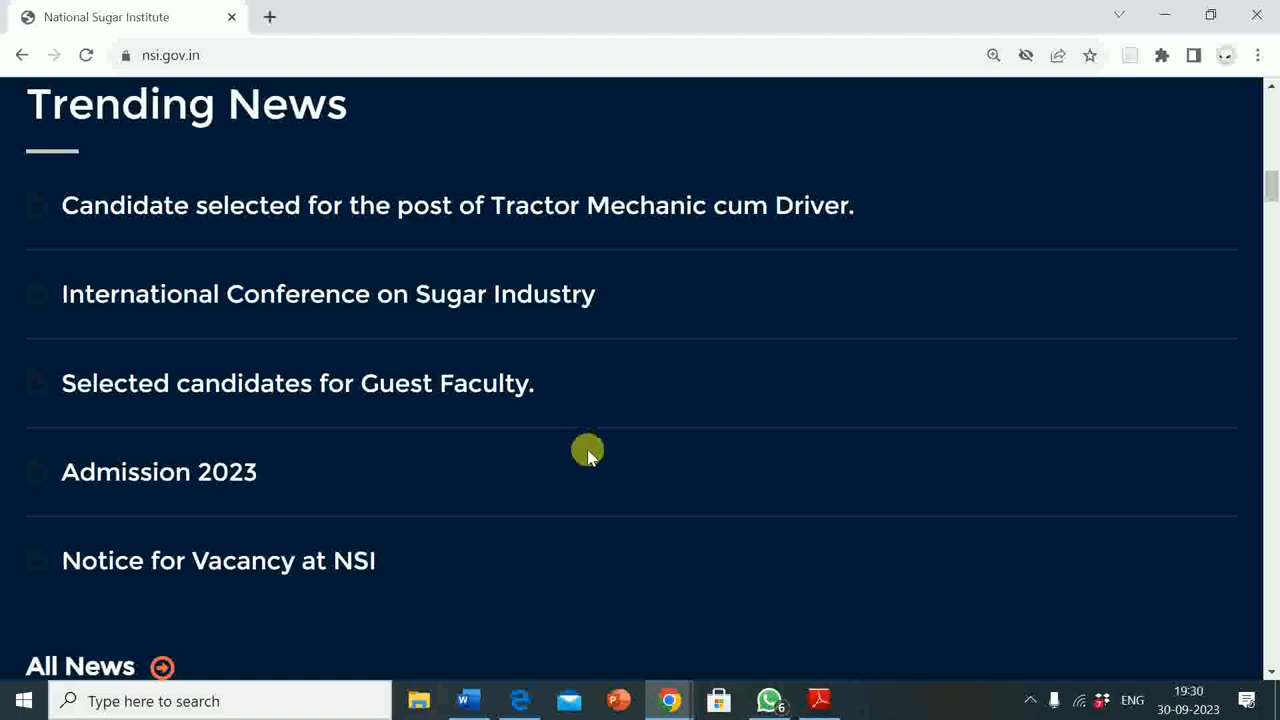 National Sugar Institute
nsi.gov.in
Trending News
Candidate selected for the post of Tractor Mechanic cum Driver.
International Conference on Sugar Industry
Selected candidates for Guest Faculty.
Admission 2023
Notice for Vacancy at NSI
All News
Type here to search
6
ENG
19:30
30-09-2023